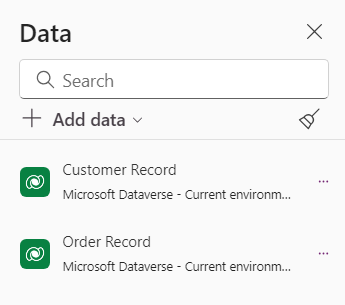 Data
Search
Add data
Customer Record
Microsoft Dataverse - Current environm...
Order Record
Microsoft Dataverse - Current environm...